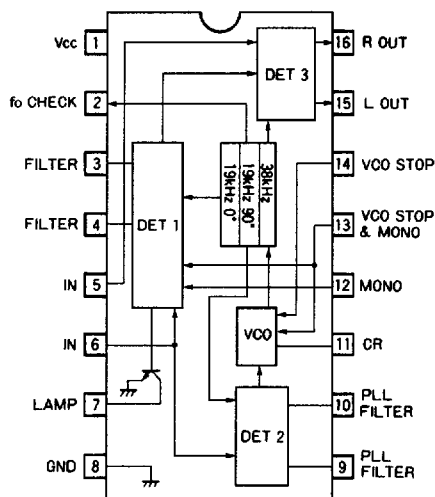 Vcc 1
fo CHECK 2
FILTER 3
FILTER 4
IN 5
IN 6
LAMP 7
GND 8
DET 3
DET 1
19kHz 0°
19kHz 90°
38kHz
VCO
DET 2
16 R OUT
15 L OUT
14 VCO STOP
13 VCO STOP
& MONO
12 MONO
11 CR
10 PLL
FILTER
9 PLL
FILTER